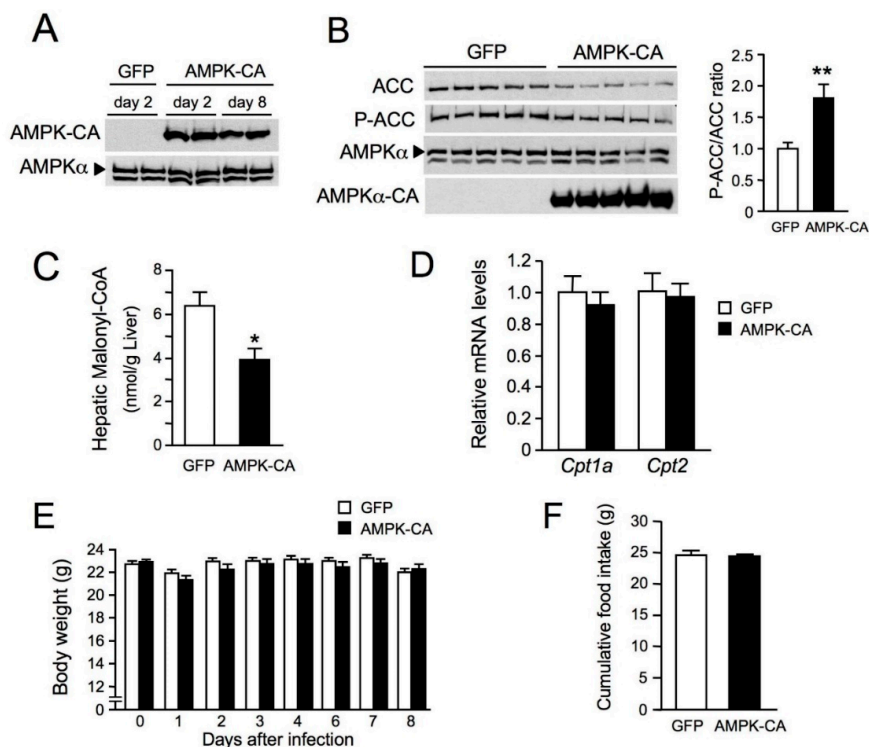 A
GFP AMPK-CA
day 2 day 2 day 8
AMPK-CA
AMPKα
B
GFP AMPK-CA
ACC
P-ACC
AMPKα
AMPKα-CA
P-ACC/ACC ratio
2.5
2.0
1.5
1.0
0.5
0
**
GFP AMPK-CA
C
Hepatic Malonyl-CoA
(nmol/g Liver)
8
6
4
2
0
*
GFP AMPK-CA
D
Relative mRNA levels
1.2
1.0
0.8
0.6
0.4
0.2
0
Cpt1a Cpt2
GFP
AMPK-CA
E
GFP
AMPK-CA
Body weight (g)
24
22
20
18
16
14
12
0
0 1 2 3 4 6 7 8
Days after infection
F
Cumulative food intake (g)
30
25
20
15
10
5
0
GFP AMPK-CA